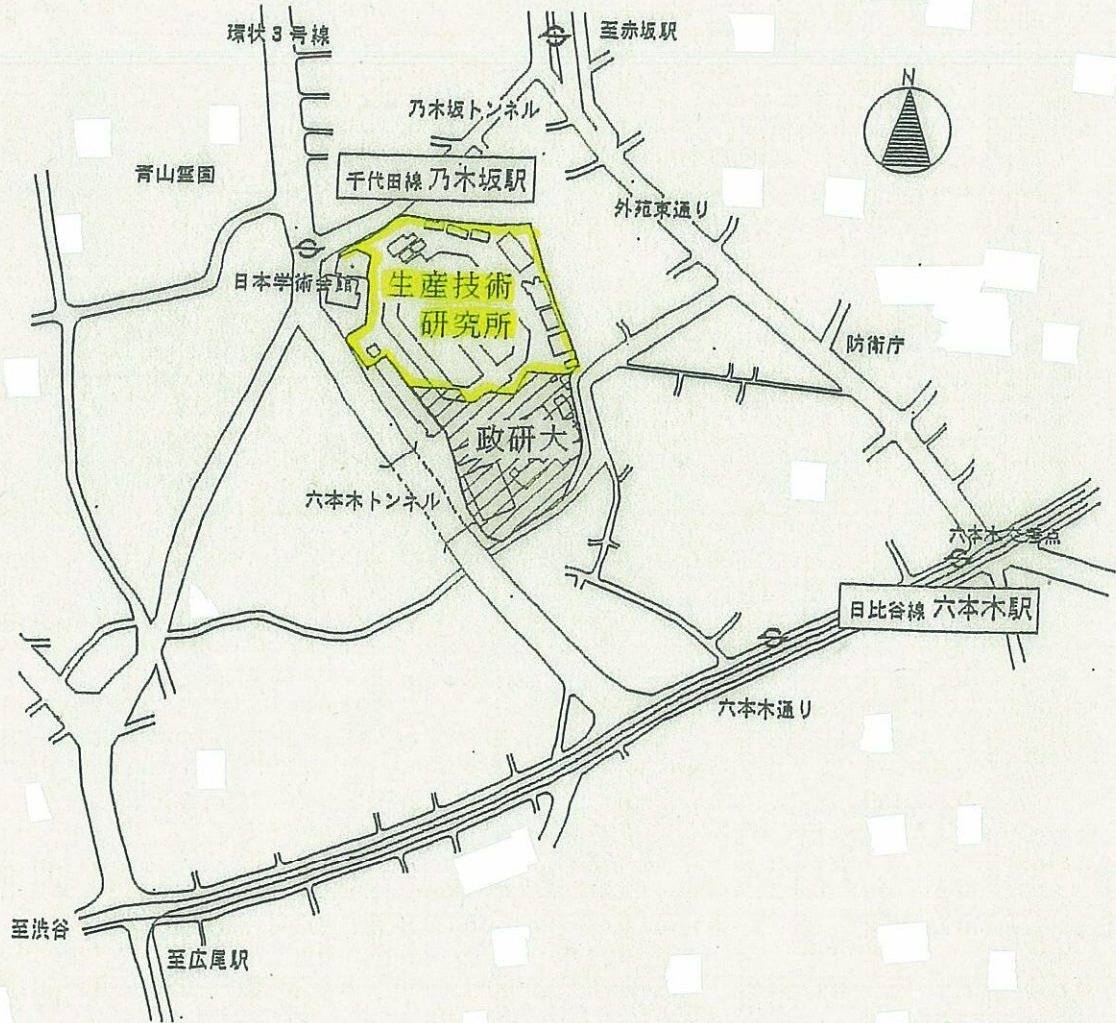 環状3号線
至赤坂駅
N
乃木坂トンネル
青山霊園
千代田線 乃木坂駅
外苑東通り
日本学術会館
生産技術
研究所
防衛庁
政研大
六本木トンネル
六本木交差点
日比谷線 六本木駅
六本木通り
至渋谷
至広尾駅